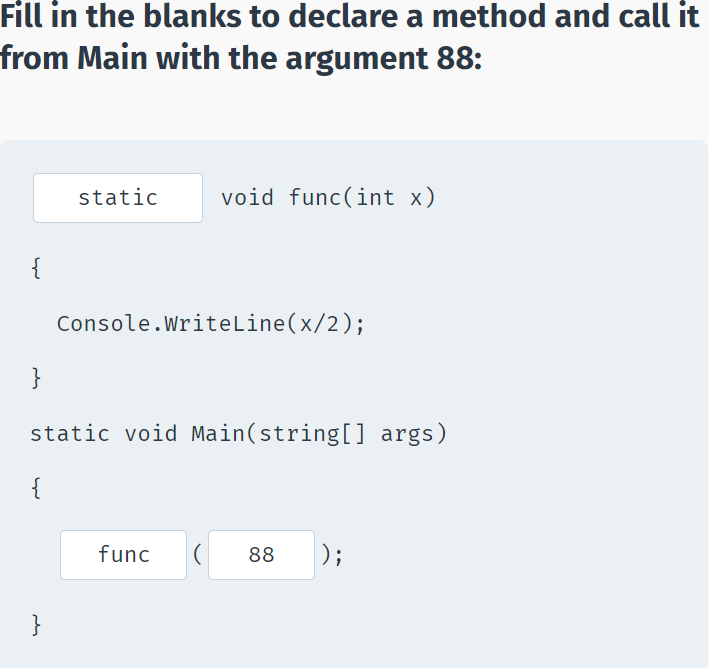 Fill in the blanks to declare a method and call it
from Main with the argument 88:
static void func(int x)
{
Console.WriteLine(x/2);
}
static void Main(string[] args)
{
func ( 88 );
}